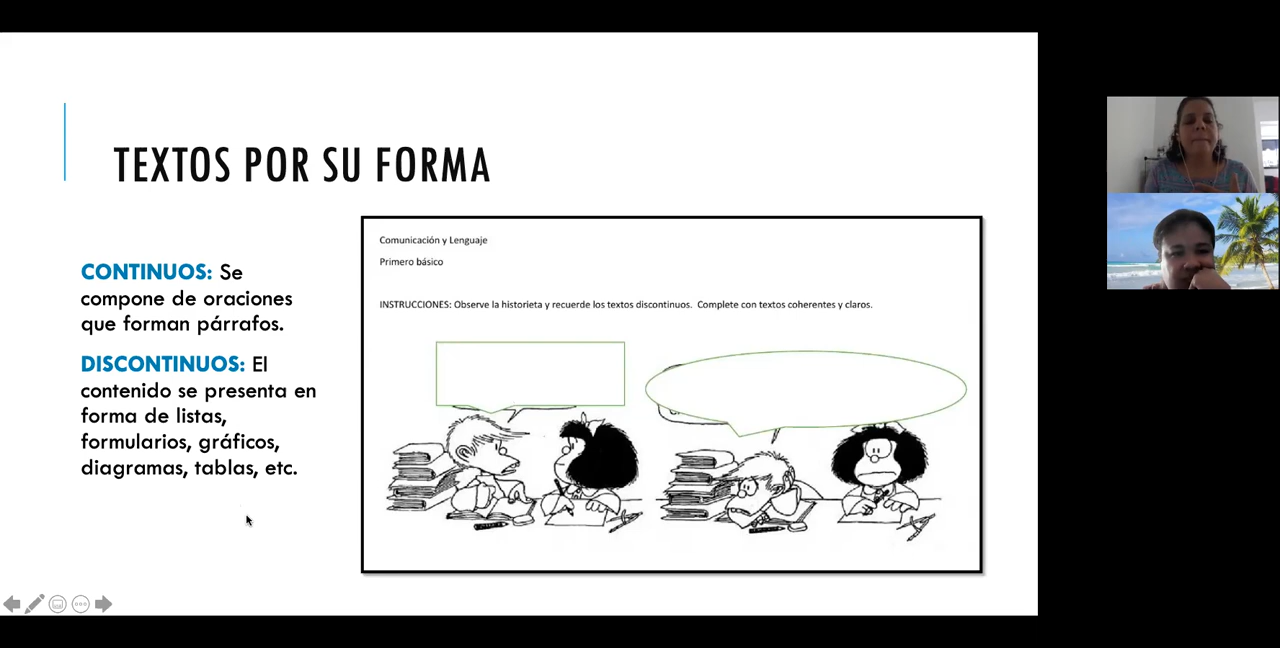 TEXTOS POR SU FORMA
CONTINUOS: Se
compone de oraciones
que forman párrafos.
DISCONTINUOS: El
contenido se presenta en
forma de listas,
formularios, gráficos,
diagramas, tablas, etc.
Comunicación y Lenguaje
Primero básico
INSTRUCCIONES: Observe la historieta y recuerde los textos discontinuos.  Complete con textos coherentes y claros.